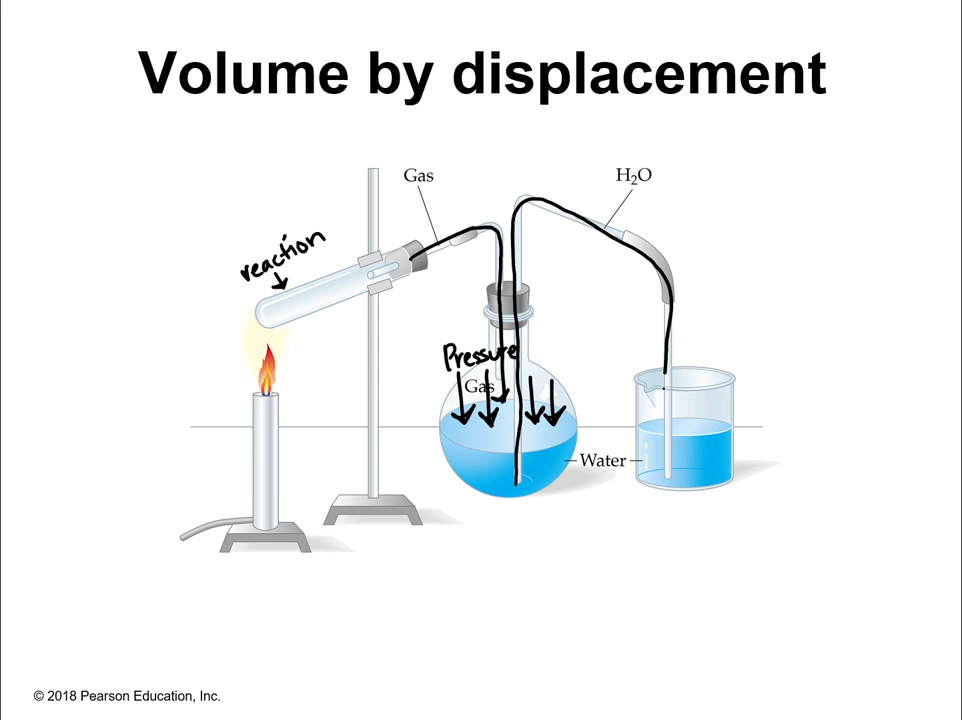 Volume by displacement
Gas
H₂O
reaction
Pressure
Gas
Water
© 2018 Pearson Education, Inc.